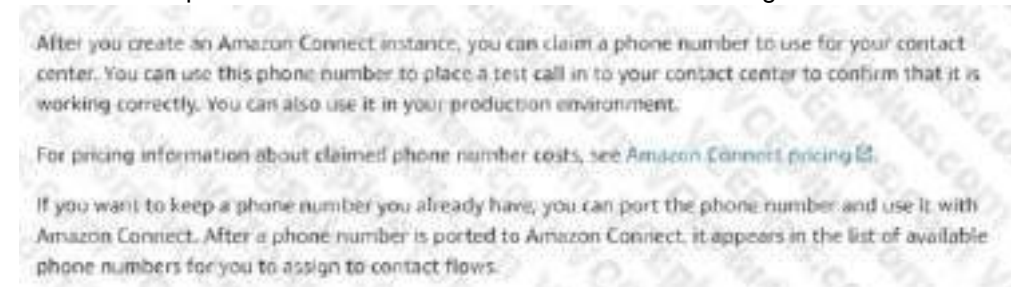 After you create an Amazon Connect instance, you can claim a phone number to use for your contact
center. You can use this phone number to place a test call in to your contact center to confirm that it is
working correctly. You can also use it in your production environment.
For pricing information about claimed phone number costs, see Amazon Connect pricing
If you want to keep a phone number you already have, you can port the phone number and use it with
Amazon Connect. After a phone number is ported to Amazon Connect, it appears in the list of available
phone numbers for you to assign to contact flows.